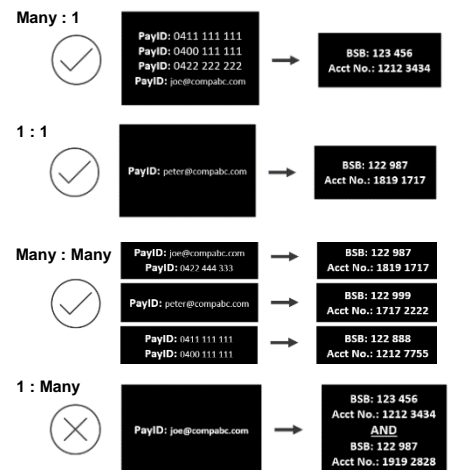 Many : 1
PayID: 0411 111 111
PayID: 0400 111 111
PayID: 0422 222 222
PayID: joe@compabc.com
BSB: 123 456
Acct No.: 1212 3434
1 : 1
PayID: peter@compabc.com
BSB: 122 987
Acct No.: 1819 1717
Many : Many
PayID: joe@compabc.com
PayID: 0422 444 333
BSB: 122 987
Acct No.: 1819 1717
PayID: peter@compabc.com
BSB: 122 999
Acct No.: 1717 2222
PayID: 0411 111 111
PayID: 0400 111 111
BSB: 122 888
Acct No.: 1212 7755
1 : Many
PayID: joe@compabc.com
BSB: 123 456
Acct No.: 1212 3434
AND
BSB: 122 987
Acct No.: 1919 2828